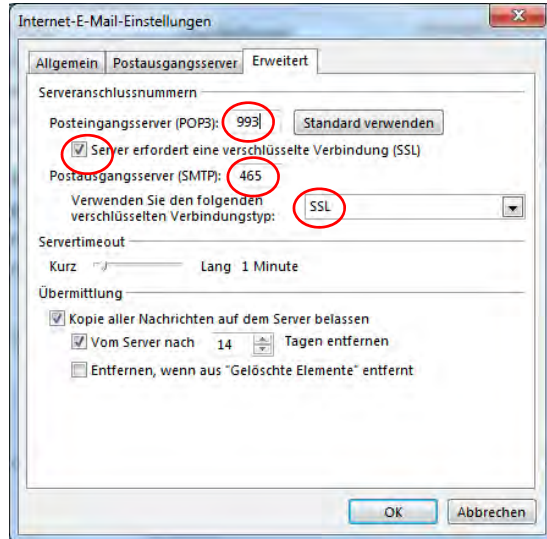 Internet-E-Mail-Einstellungen
Allgemein Postausgangsserver Erweitert
Serveranschlussnummern
Posteingangsserver (POP3): 993 Standard verwenden
Server erfordert eine verschlüsselte Verbindung (SSL)
Postausgangsserver (SMTP): 465
Verwenden Sie den folgenden
verschlüsselten Verbindungstyp: SSL
Servertimeout
Kurz Lang 1 Minute
Übermittlung
Kopie aller Nachrichten auf dem Server belassen
Vom Server nach 14 Tagen entfernen
Entfernen, wenn aus "Gelöschte Elemente" entfernt
OK Abbrechen